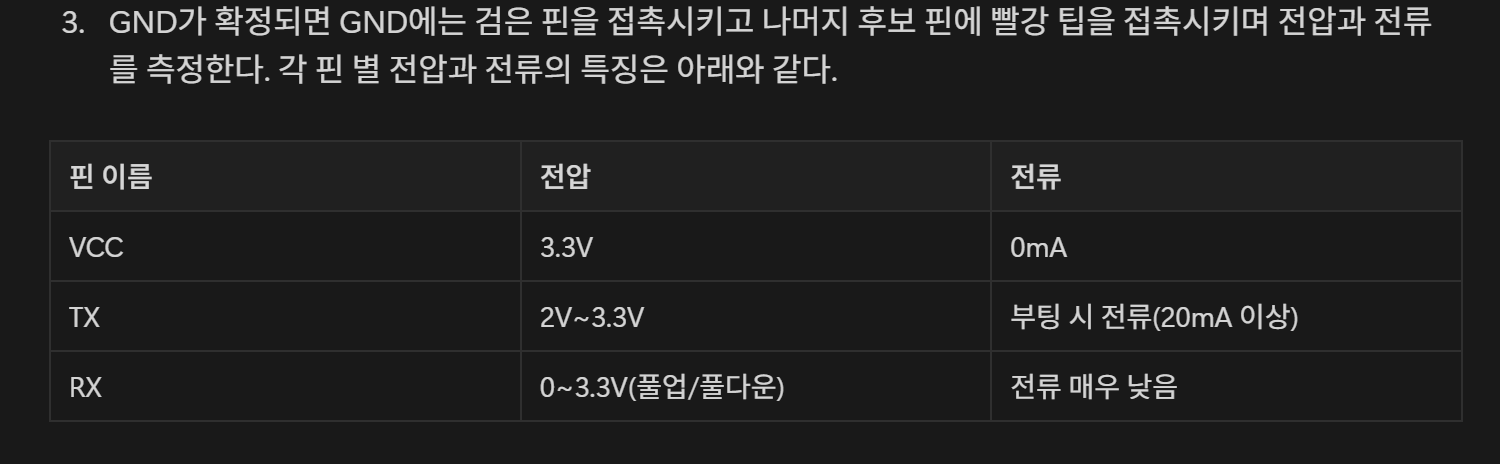 3. GND가 확정되면 GND에는 검은 핀을 접촉시키고 나머지 후보 핀에 빨강 팁을 접촉시키며 전압과 전류
를 측정한다. 각 핀 별 전압과 전류의 특징은 아래와 같다.
핀 이름 전압 전류
VCC 3.3V 0mA
TX 2V~3.3V 부팅 시 전류(20mA 이상)
RX 0~3.3V(풀업/풀다운) 전류 매우 낮음